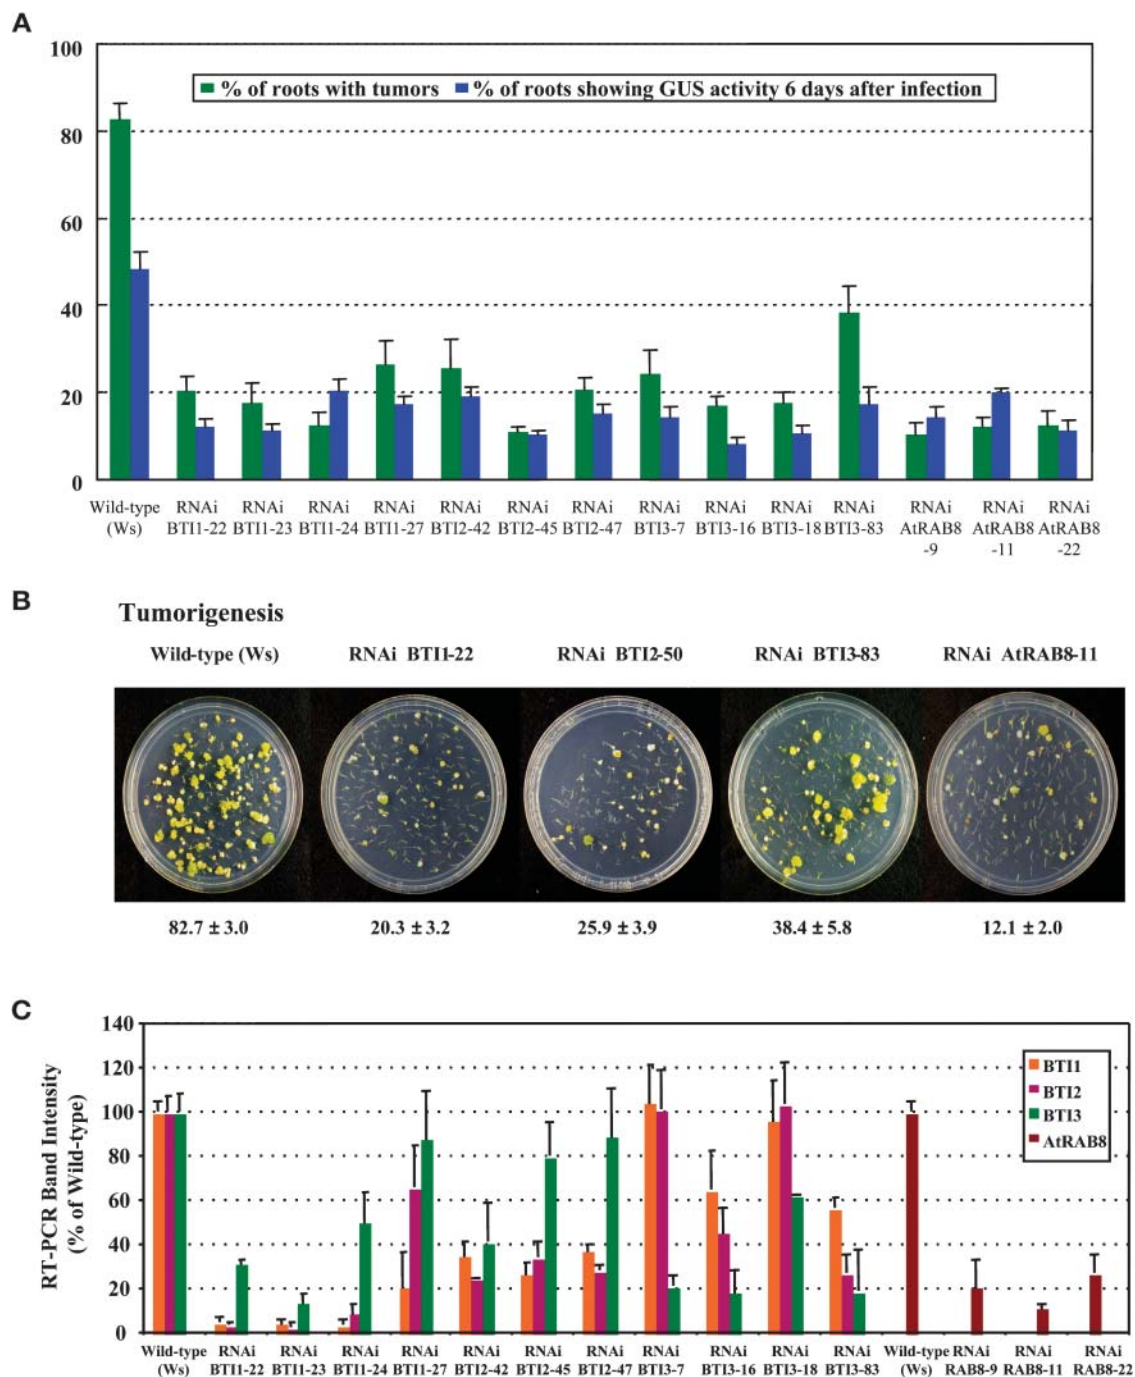 A
100
80
60
40
20
0
% of roots with tumors
% of roots showing GUS activity 6 days after infection
Wild-type (Ws)
RNAi BTI1-22
RNAi BTI1-23
RNAi BTI1-24
RNAi BTI1-27
RNAi BTI2-42
RNAi BTI2-45
RNAi BTI2-47
RNAi BTI3-7
RNAi BTI3-16
RNAi BTI3-18
RNAi BTI3-83
RNAi AtRAB8 -9
RNAi AtRAB8 -11
RNAi AtRAB8 -22
B
Tumorigenesis
Wild-type (Ws)
RNAi BTI1-22
RNAi BTI2-50
RNAi BTI3-83
RNAi AtRAB8-11
82.7 ± 3.0
20.3 ± 3.2
25.9 ± 3.9
38.4 ± 5.8
12.1 ± 2.0
C
RT-PCR Band Intensity
(% of Wild-type)
140
120
100
80
60
40
20
0
BTI1
BTI2
BTI3
AtRAB8
Wild-type (Ws)
RNAi BTI1-22
RNAi BTI1-23
RNAi BTI1-24
RNAi BTI1-27
RNAi BTI2-42
RNAi BTI2-45
RNAi BTI2-47
RNAi BTI3-7
RNAi BTI3-16
RNAi BTI3-18
RNAi BTI3-83
Wild-type (Ws)
RNAi RAB8-9
RNAi RAB8-11
RNAi RAB8-22